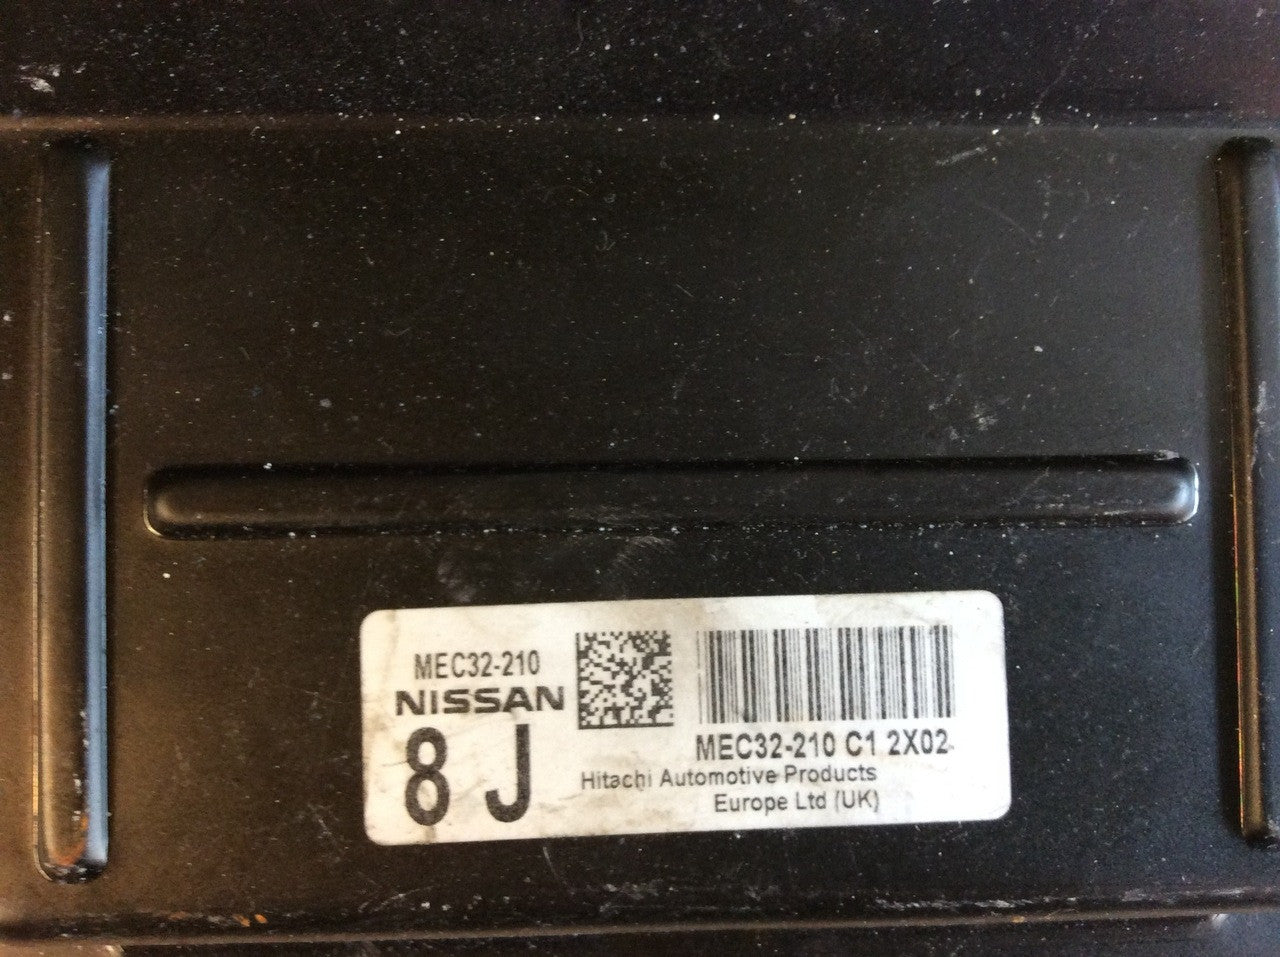 MEC32-210
NISSAN
8 J
MEC32-210 C1 2X02
Hitachi Automotive Products
Europe Ltd (UK)